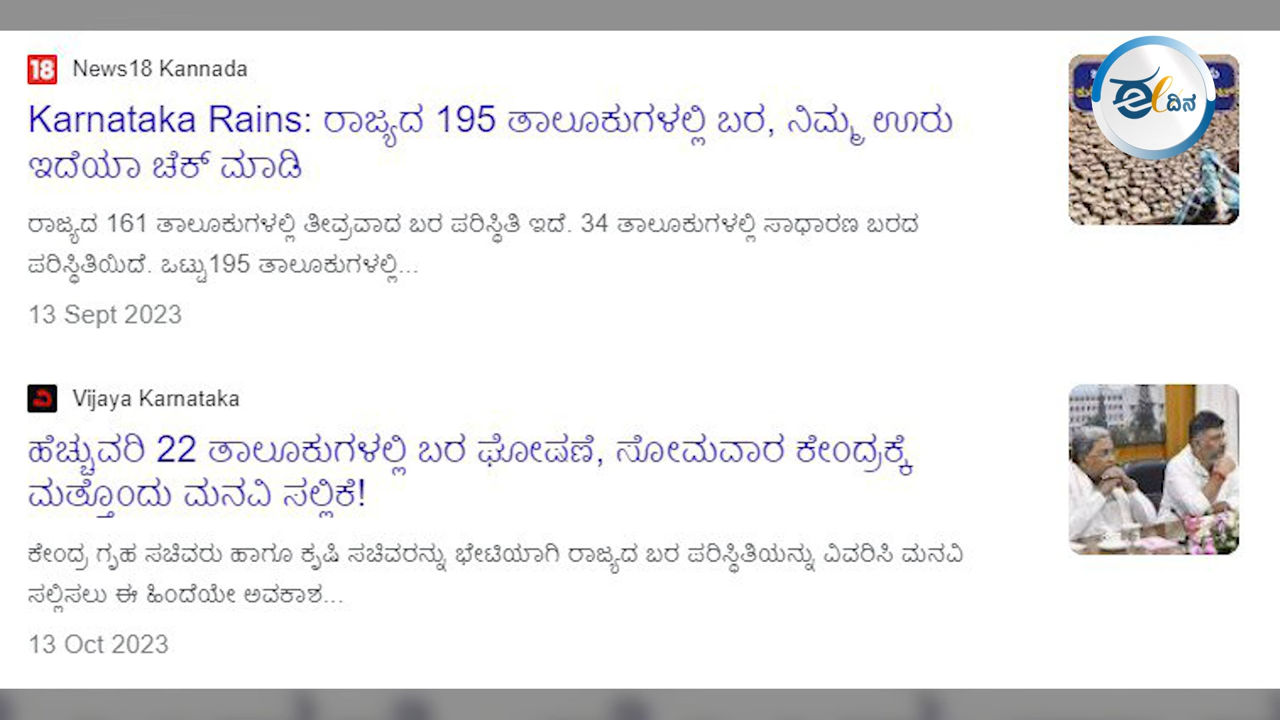 18 News18 Kannada
Karnataka Rains: ರಾಜ್ಯದ 195 ತಾಲೂಕುಗಳಲ್ಲಿ ಬರ, ನಿಮ್ಮ ಊರು
ಇದೆಯಾ ಚೆಕ್ ಮಾಡಿ
ರಾಜ್ಯದ 161 ತಾಲೂಕುಗಳಲ್ಲಿ ತೀವ್ರವಾದ ಬರ ಪರಿಸ್ಥಿತಿ ಇದೆ. 34 ತಾಲೂಕುಗಳಲ್ಲಿ ಸಾಧಾರಣ ಬರದ
ಪರಿಸ್ಥಿತಿಯಿದೆ. ಒಟ್ಟು195 ತಾಲೂಕುಗಳಲ್ಲಿ...
13 Sept 2023
ಈ ದಿನ
ವಿ Vijaya Karnataka
ಹೆಚ್ಚುವರಿ 22 ತಾಲೂಕುಗಳಲ್ಲಿ ಬರ ಘೋಷಣೆ, ಸೋಮವಾರ ಕೇಂದ್ರಕ್ಕೆ
ಮತ್ತೊಂದು ಮನವಿ ಸಲ್ಲಿಕೆ!
ಕೇಂದ್ರ ಗೃಹ ಸಚಿವರು ಹಾಗೂ ಕೃಷಿ ಸಚಿವರನ್ನು ಭೇಟಿಯಾಗಿ ರಾಜ್ಯದ ಬರ ಪರಿಸ್ಥಿತಿಯನ್ನು ವಿವರಿಸಿ ಮನವಿ
ಸಲ್ಲಿಸಲು ಈ ಹಿಂದೆಯೇ ಅವಕಾಶ...
13 Oct 2023